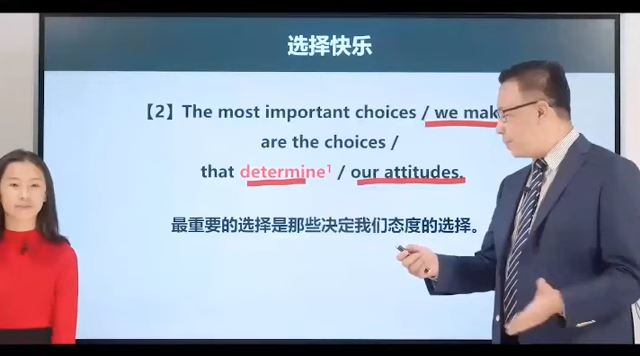 选择快乐
【2】The most important choices / we mak
are the choices /
that determine¹ / our attitudes.
最重要的选择是那些决定我们态度的选择。